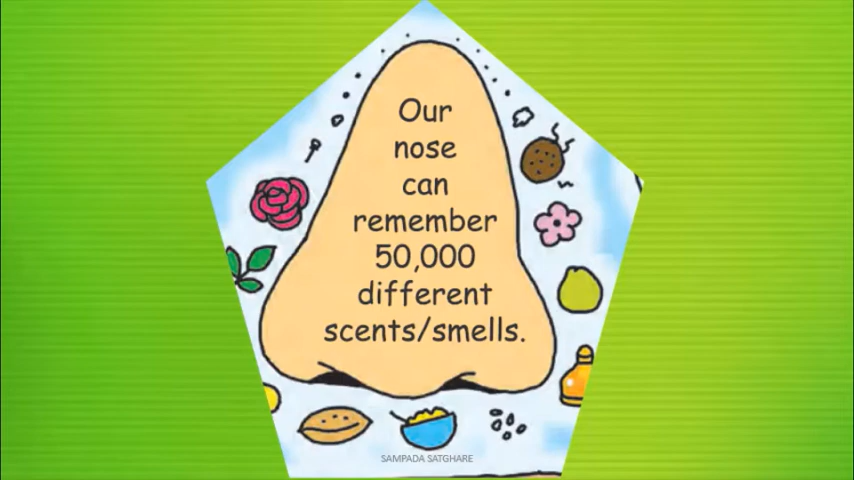 Our
nose
can
remember
50,000
different
scents/smells.
SAMPADA SATGHARE